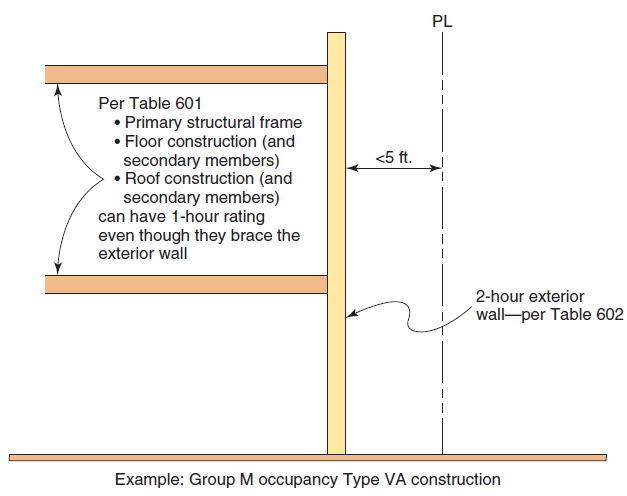 PL
Per Table 601
• Primary structural frame
• Floor construction (and
secondary members)
• Roof construction (and
secondary members)
can have 1-hour rating
even though they brace the
exterior wall
<5 ft.
2-hour exterior
wall—per Table 602
Example: Group M occupancy Type VA construction